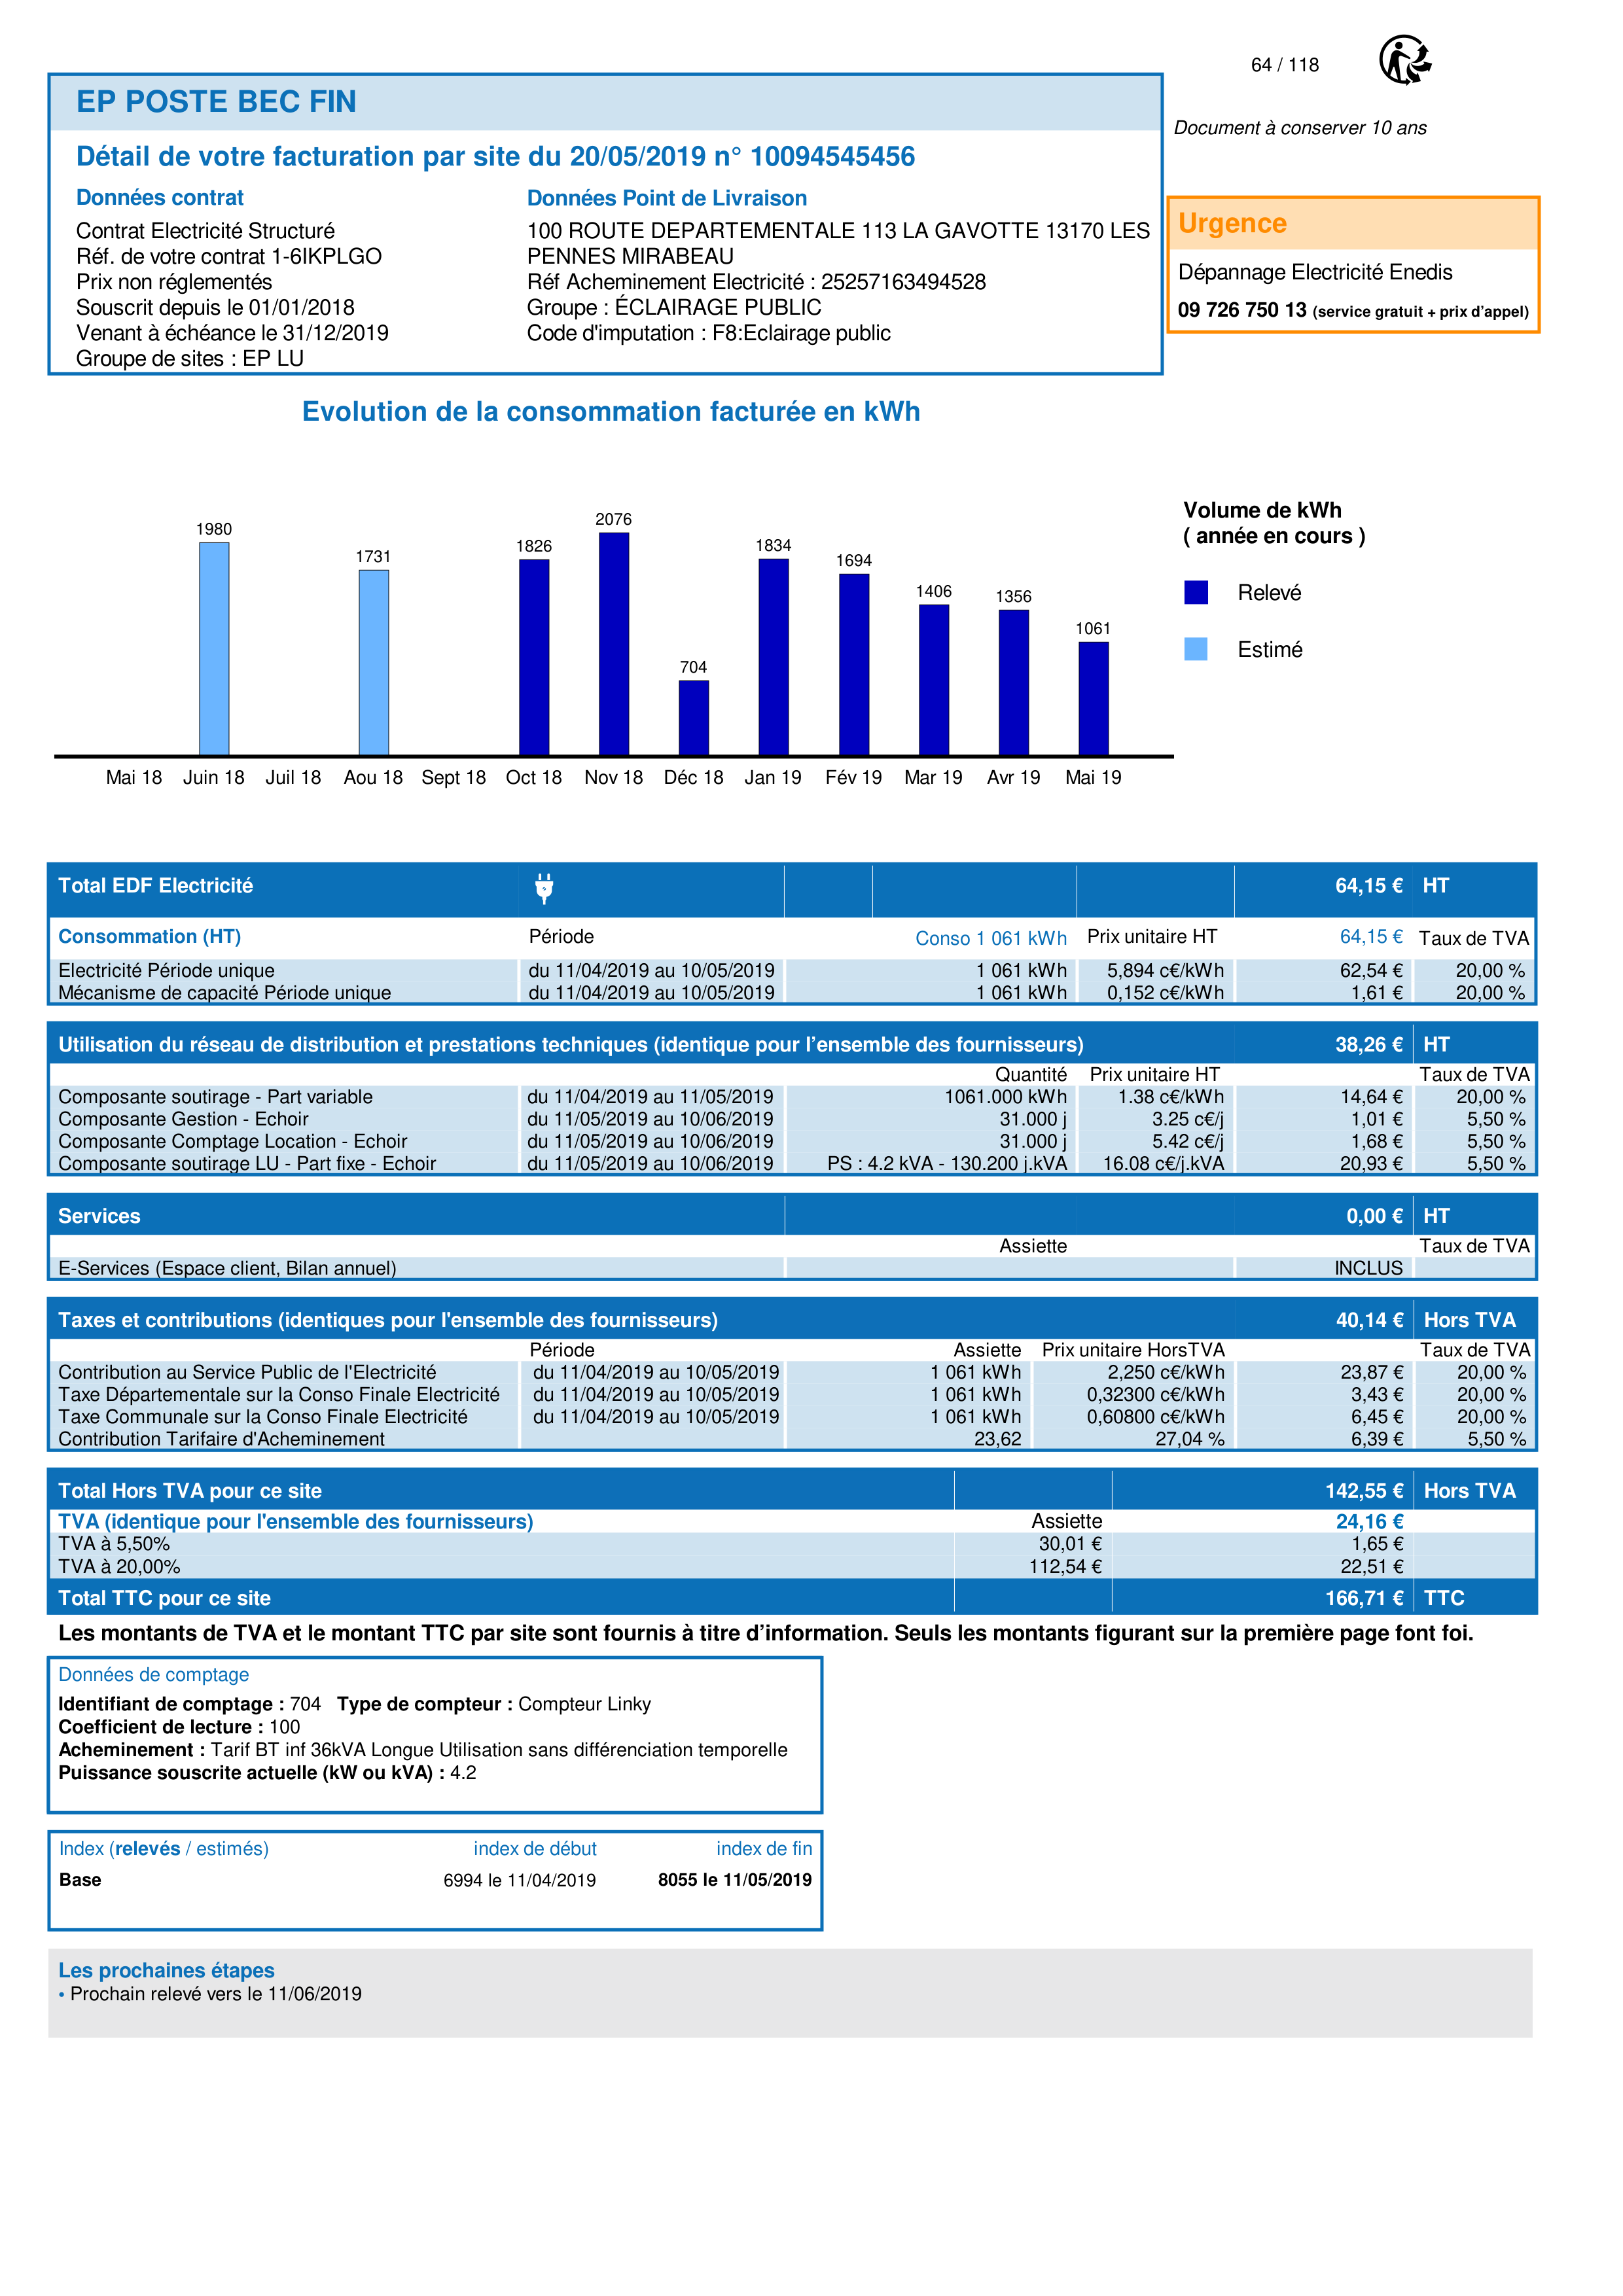 64 / 118
EP POSTE BEC FIN
Document à conserver 10 ans
Détail de votre facturation par site du 20/05/2019 n° 10094545456
Données contrat
Contrat Electricité Structuré
Réf. de votre contrat 1-6IKPLGO
Prix non réglementés
Souscrit depuis le 01/01/2018
Venant à échéance le 31/12/2019
Groupe de sites : EP LU
Données Point de Livraison
100 ROUTE DEPARTEMENTALE 113 LA GAVOTTE 13170 LES
PENNES MIRABEAU
Réf Acheminement Electricité : 25257163494528
Groupe : ÉCLAIRAGE PUBLIC
Code d'imputation : F8:Eclairage public
Urgence
Dépannage Electricité Enedis
09 726 750 13 (service gratuit + prix d’appel)
Evolution de la consommation facturée en kWh
1980 1731 1826 2076 704 1834 1694 1406 1356 1061
Mai 18 Juin 18 Juil 18 Aou 18 Sept 18 Oct 18 Nov 18 Déc 18 Jan 19 Fév 19 Mar 19 Avr 19 Mai 19
Volume de kWh
( année en cours )
Relevé
Estimé
Total EDF Electricité 64,15 € HT
Consommation (HT) Période Conso 1 061 kWh Prix unitaire HT 64,15 € Taux de TVA
Electricité Période unique du 11/04/2019 au 10/05/2019 1 061 kWh 5,894 c€/kWh 62,54 € 20,00 %
Mécanisme de capacité Période unique du 11/04/2019 au 10/05/2019 1 061 kWh 0,152 c€/kWh 1,61 € 20,00 %
Utilisation du réseau de distribution et prestations techniques (identique pour l’ensemble des fournisseurs) 38,26 € HT
Quantité Prix unitaire HT Taux de TVA
Composante soutirage - Part variable du 11/04/2019 au 11/05/2019 1061.000 kWh 1.38 c€/kWh 14,64 € 20,00 %
Composante Gestion - Echoir du 11/05/2019 au 10/06/2019 31.000 j 3.25 c€/j 1,01 € 5,50 %
Composante Comptage Location - Echoir du 11/05/2019 au 10/06/2019 31.000 j 5.42 c€/j 1,68 € 5,50 %
Composante soutirage LU - Part fixe - Echoir du 11/05/2019 au 10/06/2019 PS : 4.2 kVA - 130.200 j.kVA 16.08 c€/j.kVA 20,93 € 5,50 %
Services 0,00 € HT
Assiette Taux de TVA
E-Services (Espace client, Bilan annuel) INCLUS
Taxes et contributions (identiques pour l'ensemble des fournisseurs) 40,14 € Hors TVA
Période Assiette Prix unitaire HorsTVA Taux de TVA
Contribution au Service Public de l'Electricité du 11/04/2019 au 10/05/2019 1 061 kWh 2,250 c€/kWh 23,87 € 20,00 %
Taxe Départementale sur la Conso Finale Electricité du 11/04/2019 au 10/05/2019 1 061 kWh 0,32300 c€/kWh 3,43 € 20,00 %
Taxe Communale sur la Conso Finale Electricité du 11/04/2019 au 10/05/2019 1 061 kWh 0,60800 c€/kWh 6,45 € 20,00 %
Contribution Tarifaire d'Acheminement 23,62 27,04 % 6,39 € 5,50 %
Total Hors TVA pour ce site 142,55 € Hors TVA
TVA (identique pour l'ensemble des fournisseurs) Assiette 24,16 €
TVA à 5,50% 30,01 € 1,65 €
TVA à 20,00% 112,54 € 22,51 €
Total TTC pour ce site 166,71 € TTC
Les montants de TVA et le montant TTC par site sont fournis à titre d’information. Seuls les montants figurant sur la première page font foi.
Données de comptage
Identifiant de comptage : 704 Type de compteur : Compteur Linky
Coefficient de lecture : 100
Acheminement : Tarif BT inf 36kVA Longue Utilisation sans différenciation temporelle
Puissance souscrite actuelle (kW ou kVA) : 4.2
Index (relevés / estimés) index de début index de fin
Base 6994 le 11/04/2019 8055 le 11/05/2019
Les prochaines étapes
• Prochain relevé vers le 11/06/2019